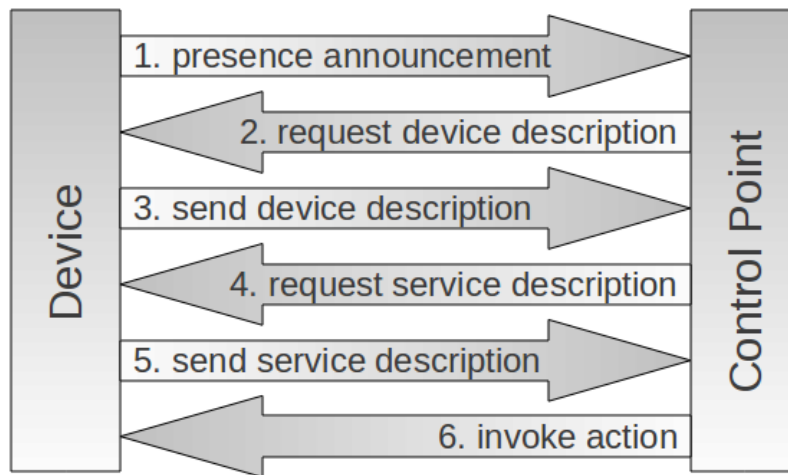 Device
1. presence announcement
2. request device description
3. send device description
4. request service description
5. send service description
6. invoke action
Control Point